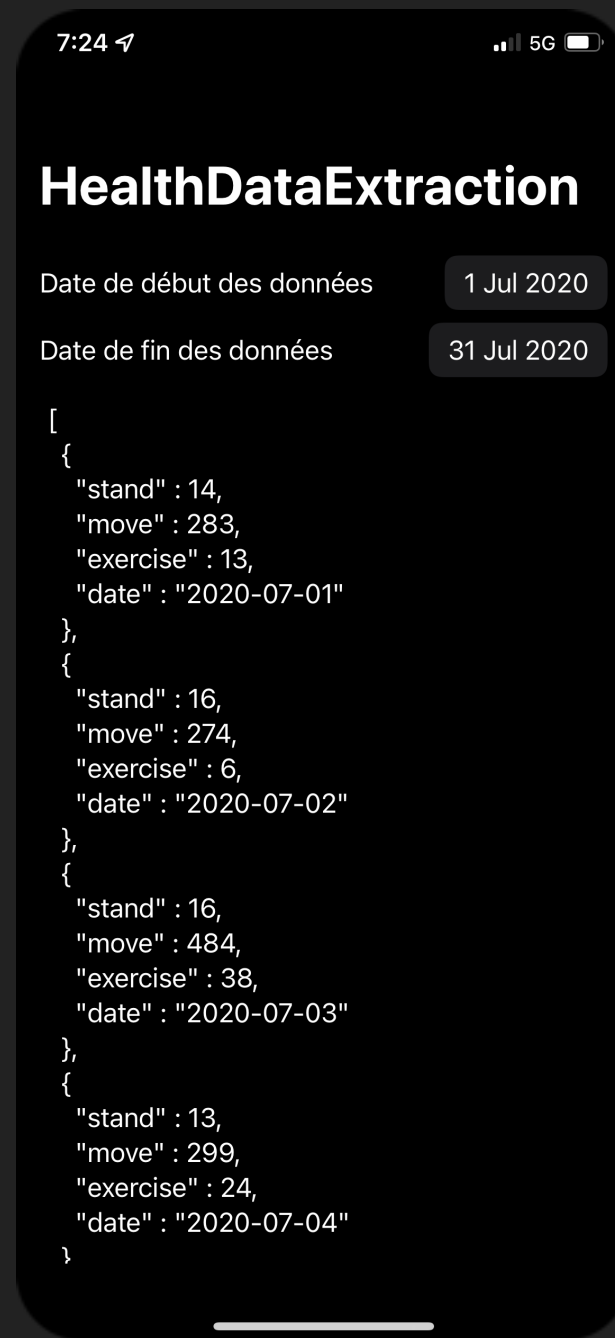 7:24
5G
HealthDataExtraction
Date de début des données 1 Jul 2020
Date de fin des données 31 Jul 2020
[
{
"stand" : 14,
"move" : 283,
"exercise" : 13,
"date" : "2020-07-01"
},
{
"stand" : 16,
"move" : 274,
"exercise" : 6,
"date" : "2020-07-02"
},
{
"stand" : 16,
"move" : 484,
"exercise" : 38,
"date" : "2020-07-03"
},
{
"stand" : 13,
"move" : 299,
"exercise" : 24,
"date" : "2020-07-04"
}